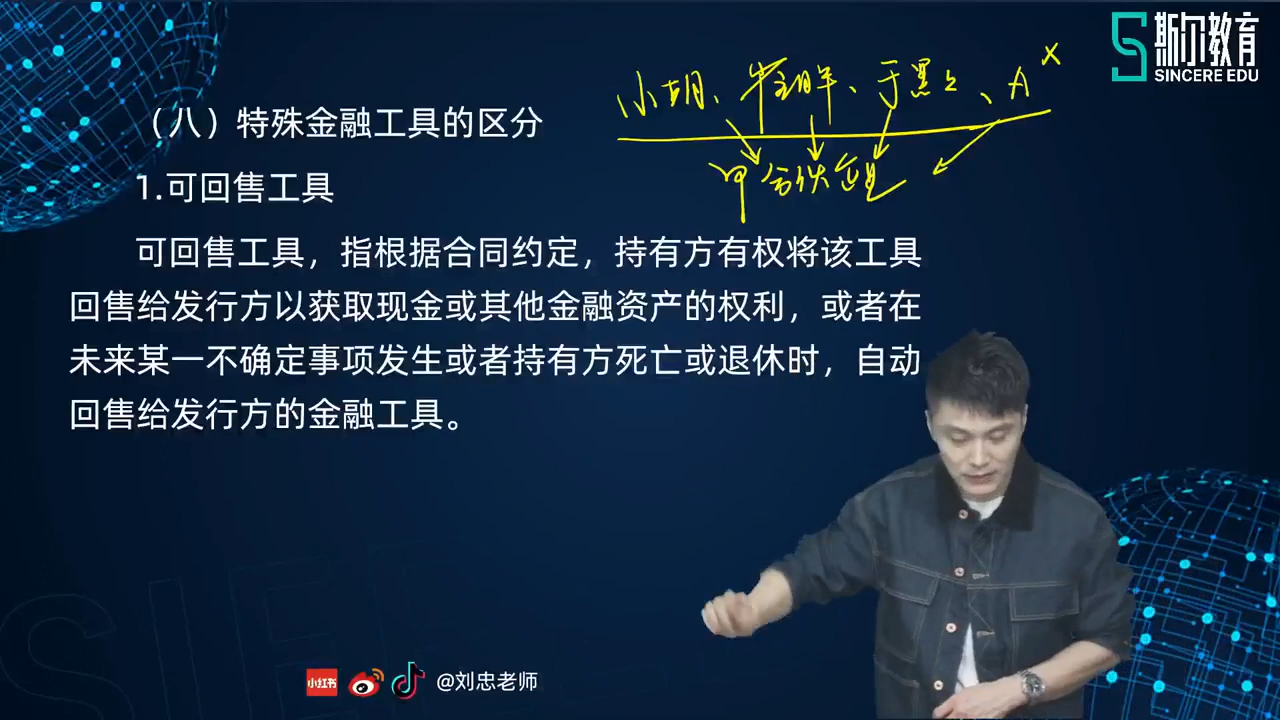 斯尔教育
SINCERE EDU
小胡、
、A X
甲合伙企业
（八）特殊金融工具的区分
1.可回售工具
可回售工具，指根据合同约定，持有方有权将该工具
回售给发行方以获取现金或其他金融资产的权利，或者在
未来某一不确定事项发生或者持有方死亡或退休时，自动
回售给发行方的金融工具。
小红书
@刘忠老师